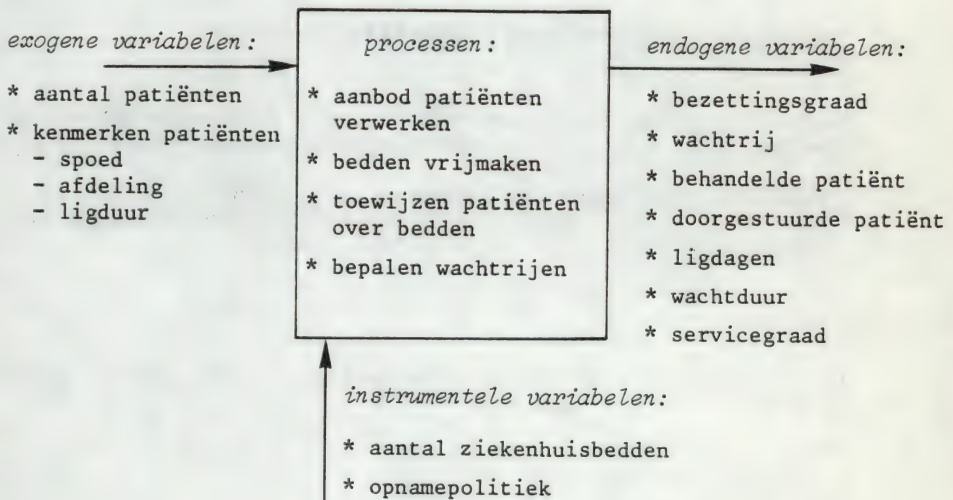 exogene variabelen:
* aantal patiënten
* kenmerken patiënten
- spoed
- afdeling
- ligduur
processen:
* aanbod patiënten
verwerken
* bedden vrijmaken
* toewijzen patiënten
over bedden
* bepalen wachtrijen
endogene variabelen:
* bezettingsgraad
* wachtrij
* behandelde patiënt
* doorgestuurde patiënt
* ligdagen
* wachtduur
* servicegraad
instrumentele variabelen:
* aantal ziekenhuisbedden
* opnamepolitiek